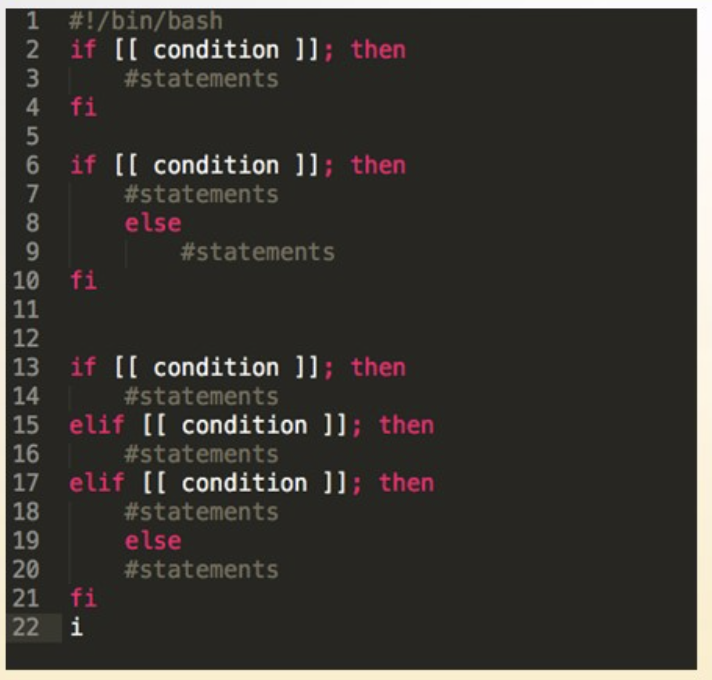 1 #!/bin/bash
2 if [[ condition ]]; then
3 #statements
4 fi
5
6 if [[ condition ]]; then
7 #statements
8 else
9 #statements
10 fi
11
12
13 if [[ condition ]]; then
14 #statements
15 elif [[ condition ]]; then
16 #statements
17 elif [[ condition ]]; then
18 #statements
19 else
20 #statements
21 fi
22 i